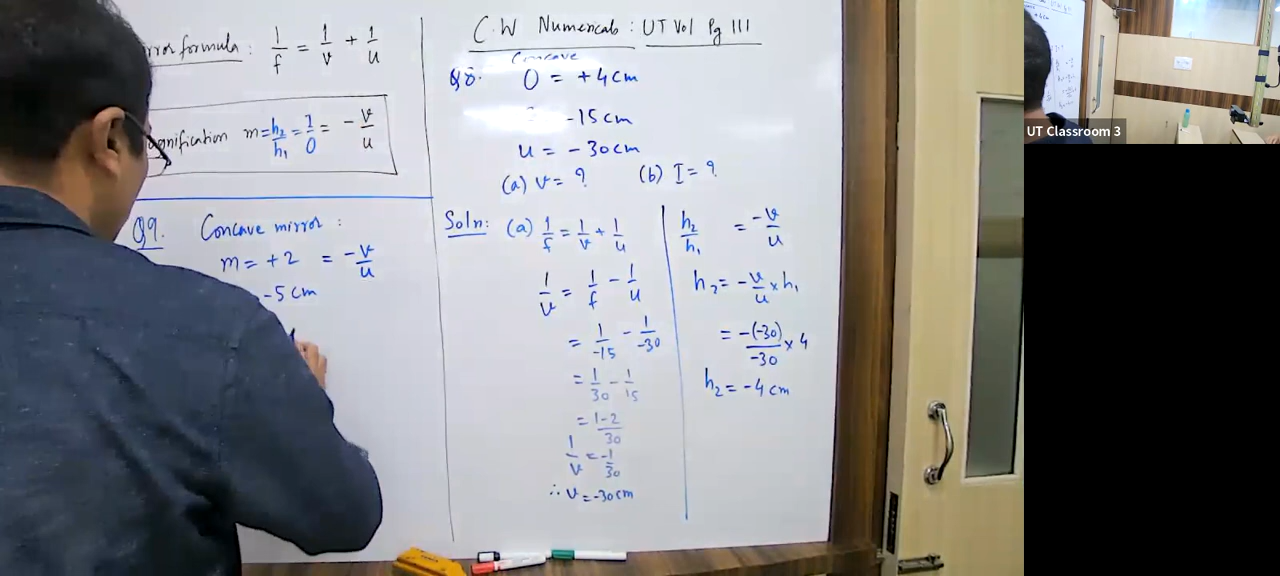 C.W Numericals : UT Vol Pg 111
formula : 1/f = 1/v + 1/u
m = h2/h1 = I/O = -v/u
Concave
Q8. O = +4 cm
-15 cm
u = -30 cm
(a) v = ? (b) I = ?
Q9. Concave mirror :
m = +2 = -v/u
-5 cm
Soln: (a) 1/f = 1/v + 1/u
1/v = 1/f - 1/u
= 1/-15 - 1/-30
= 1/30 - 1/15
= 1-2/30
1/v = -1/30
∴ v = -30 cm
h2/h1 = -v/u
h2 = -v/u × h1
= -(-30)/-30 × 4
h2 = -4 cm
UT Classroom 3